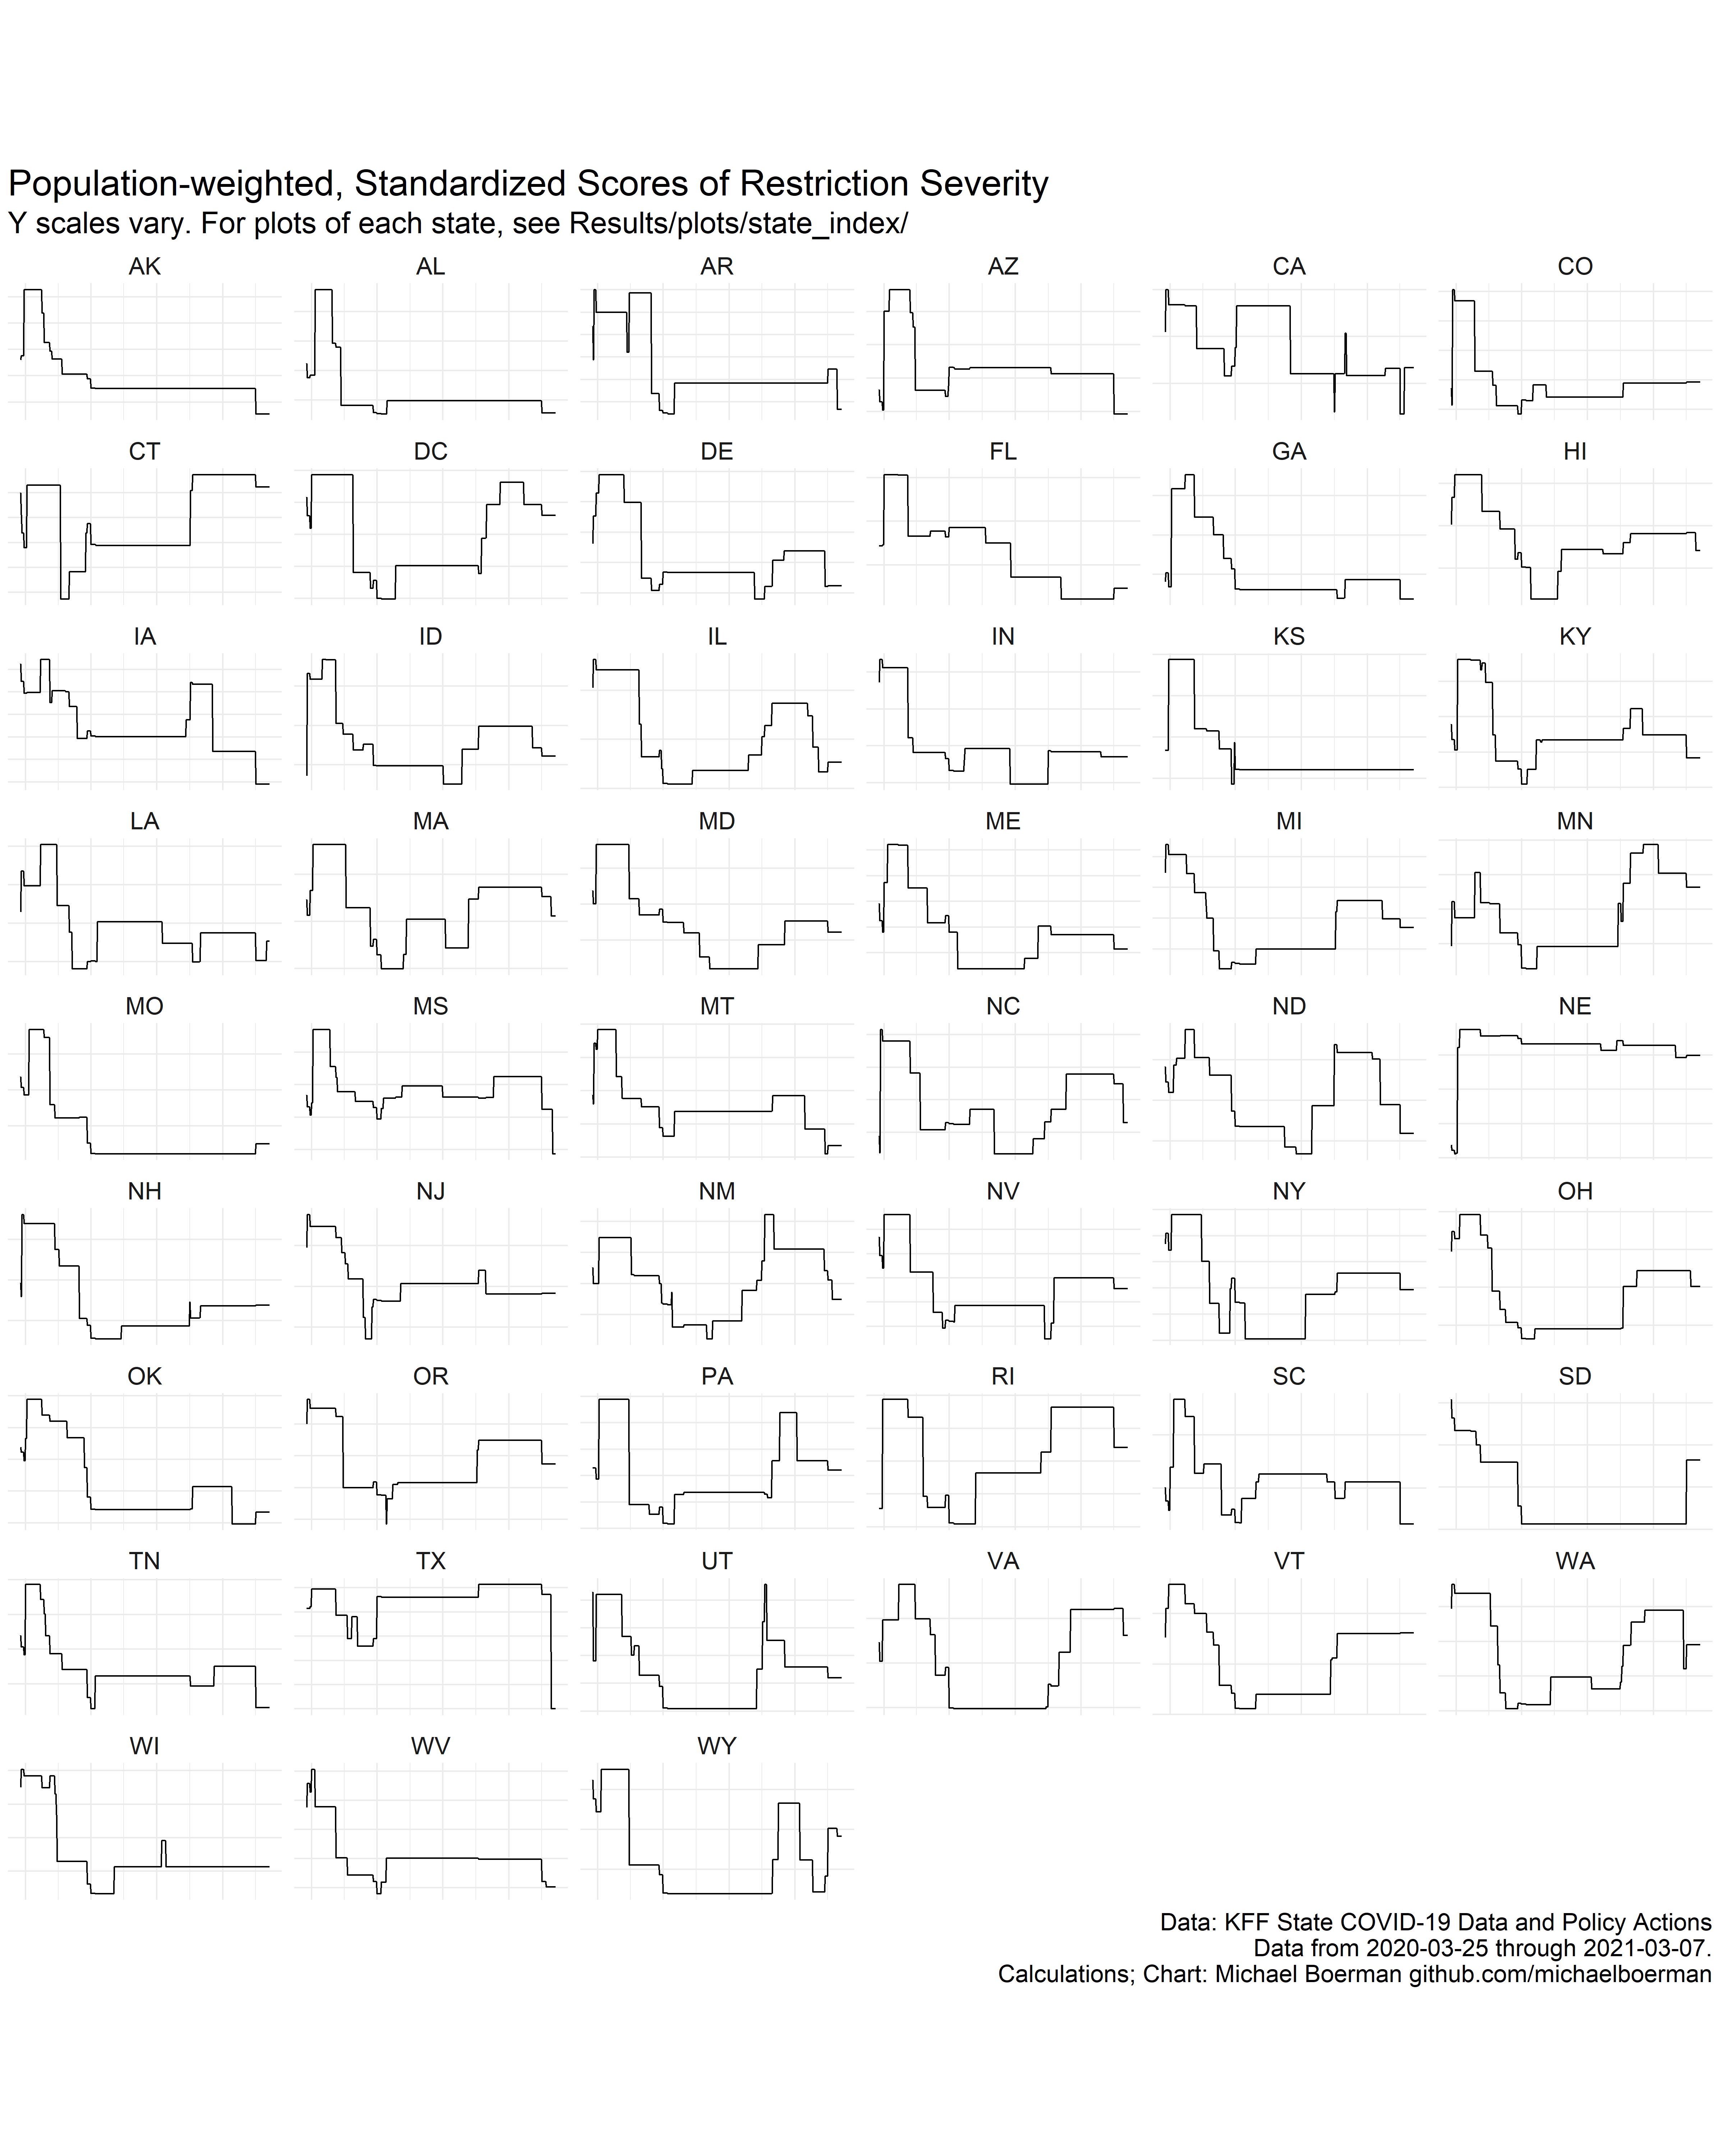 Population-weighted, Standardized Scores of Restriction Severity
Y scales vary. For plots of each state, see Results/plots/state_index/
AK AL AR AZ CA CO
CT DC DE FL GA HI
IA ID IL IN KS KY
LA MA MD ME MI MN
MO MS MT NC ND NE
NH NJ NM NV NY OH
OK OR PA RI SC SD
TN TX UT VA VT WA
WI WV WY
Data: KFF State COVID-19 Data and Policy Actions
Data from 2020-03-25 through 2021-03-07.
Calculations; Chart: Michael Boerman github.com/michaelboerman